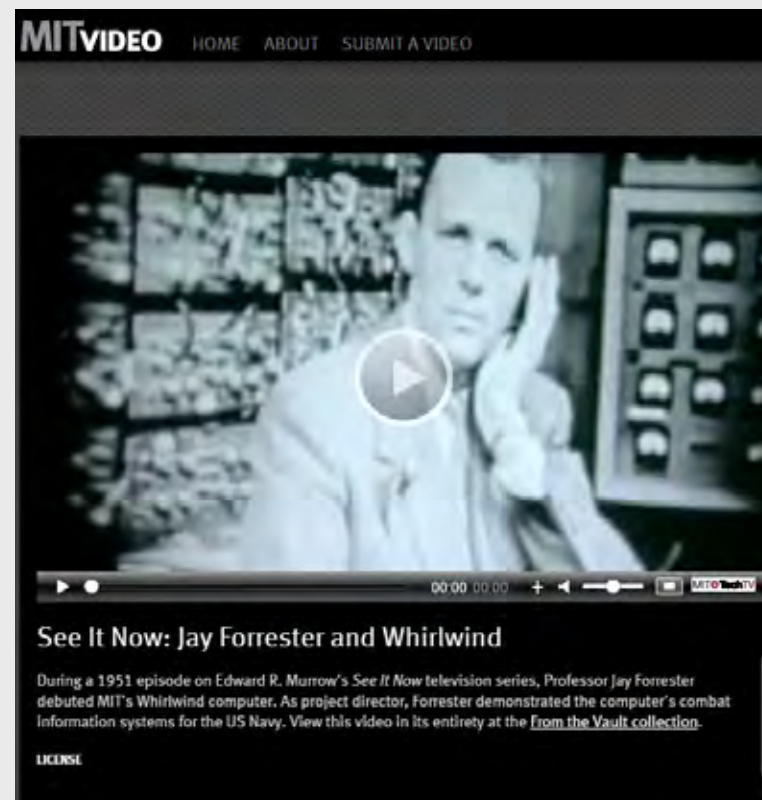 MITVIDEO HOME ABOUT SUBMIT A VIDEO
00:00 00:00 MIT TechTV
See It Now: Jay Forrester and Whirlwind
During a 1951 episode on Edward R. Murrow's See It Now television series, Professor Jay Forrester
debuted MIT's Whirlwind computer. As project director, Forrester demonstrated the computer's combat
information systems for the US Navy. View this video in its entirety at the From the Vault collection.
LICENSE